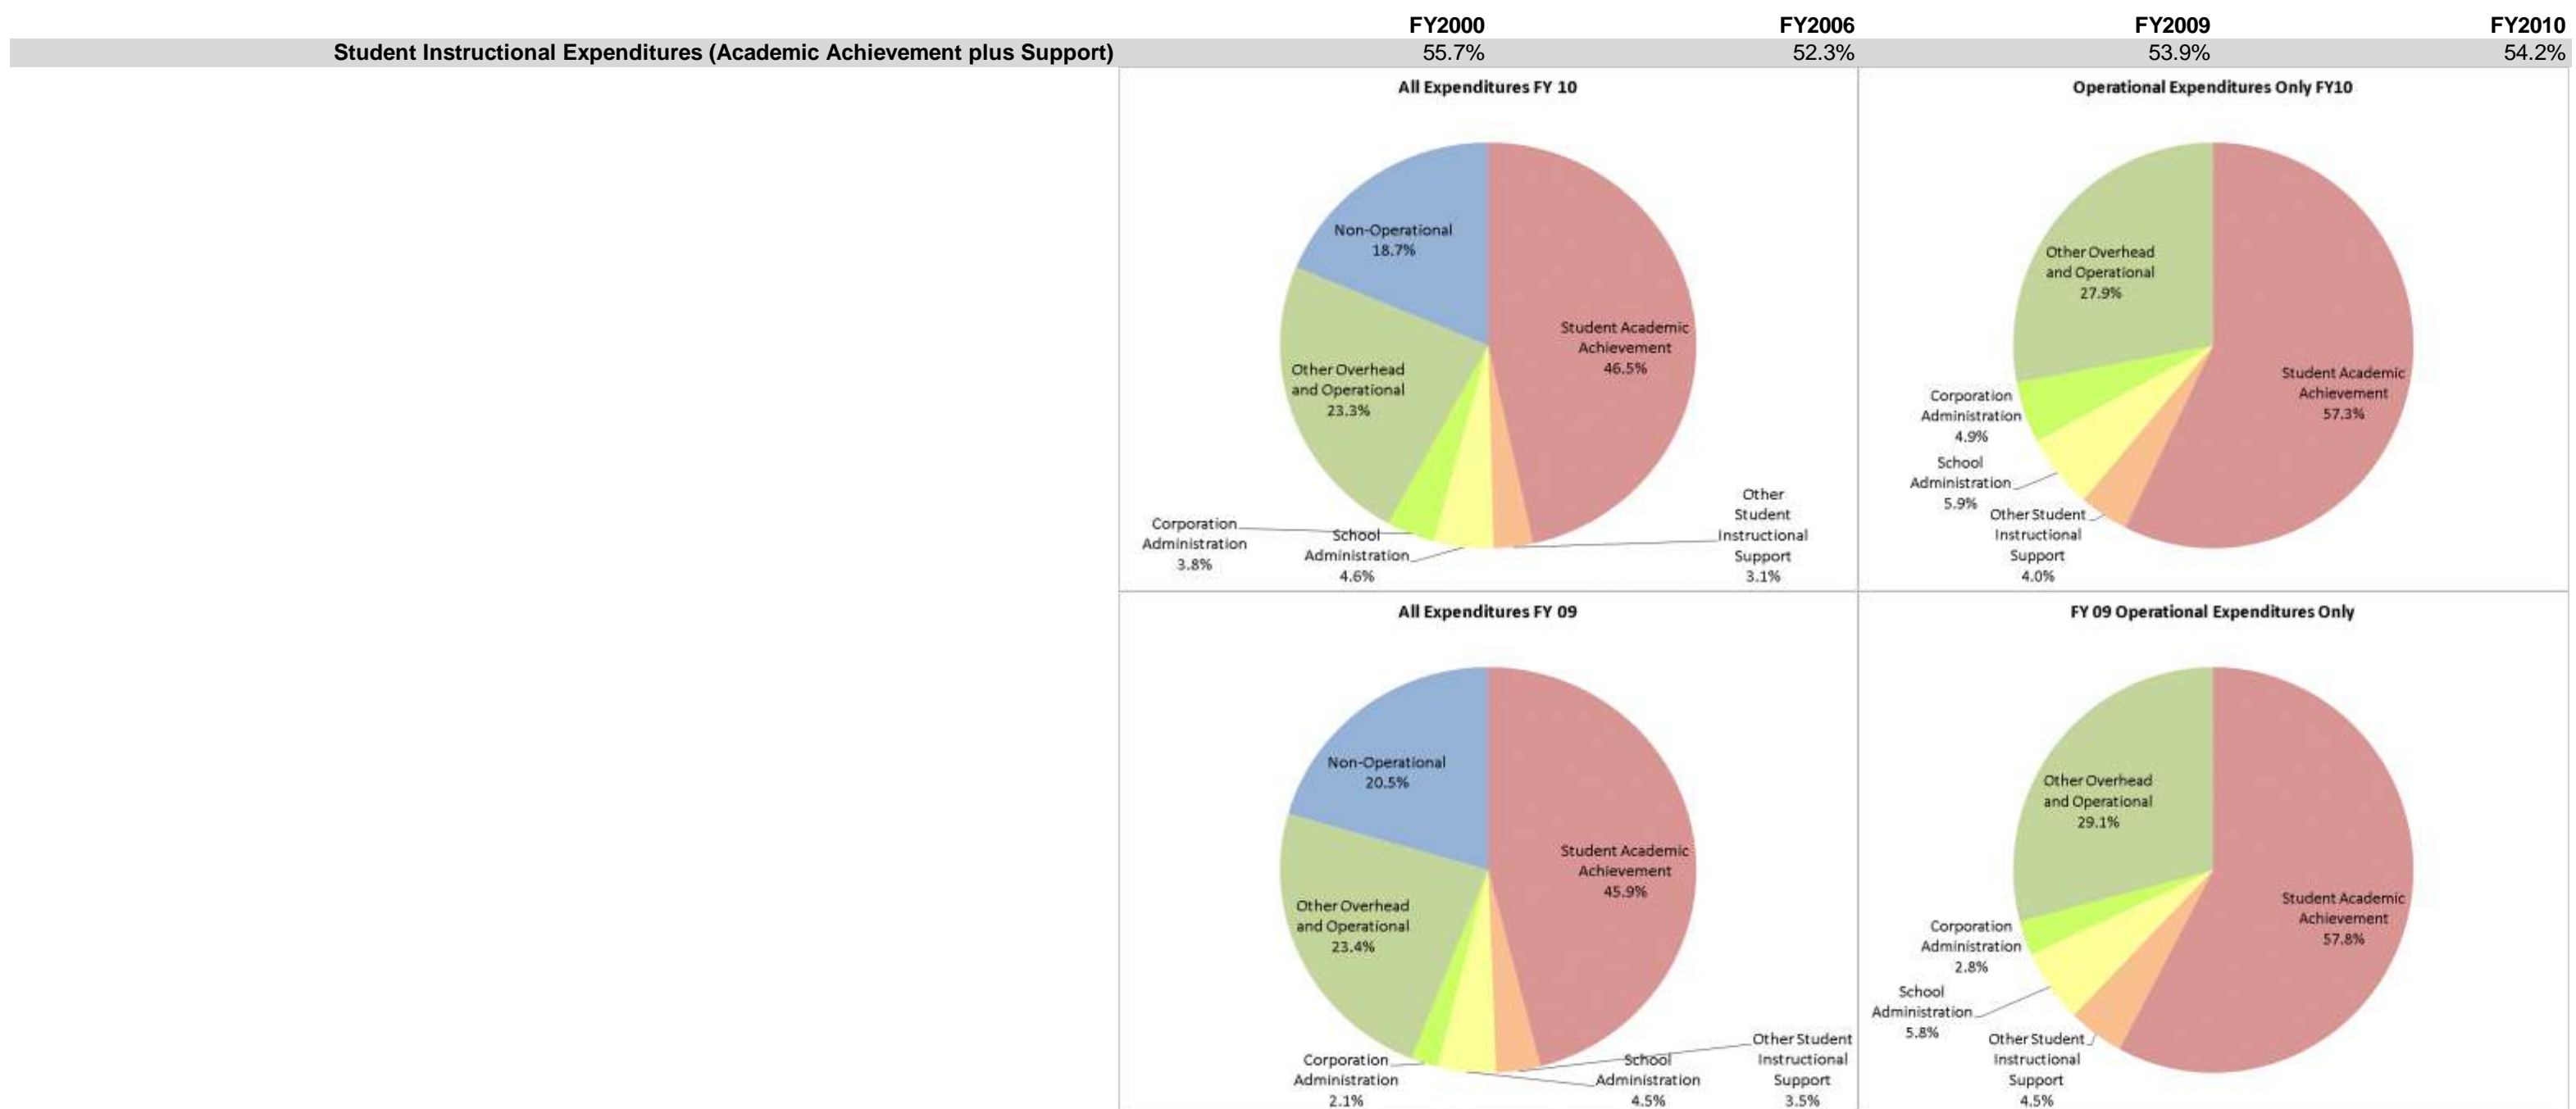 FY2000 FY2006 FY2009 FY2010
Student Instructional Expenditures (Academic Achievement plus Support) 55.7% 52.3% 53.9% 54.2%
All Expenditures FY 10
Non-Operational
18.7%
Student Academic
Achievement
46.5%
Other Overhead
and Operational
23.3%
Corporation
Administration
3.8%
School
Administration
4.6%
Other
Student
Instructional
Support
3.1%
Operational Expenditures Only FY10
Other Overhead
and Operational
27.9%
Student Academic
Achievement
57.3%
Corporation
Administration
4.9%
School
Administration
5.9%
Other Student
Instructional
Support
4.0%
All Expenditures FY 09
Non-Operational
20.5%
Student Academic
Achievement
45.9%
Other Overhead
and Operational
23.4%
Corporation
Administration
2.1%
School
Administration
4.5%
Other Student
Instructional
Support
3.5%
FY 09 Operational Expenditures Only
Other Overhead
and Operational
29.1%
Student Academic
Achievement
57.8%
Corporation
Administration
2.8%
School
Administration
5.8%
Other Student
Instructional
Support
4.5%